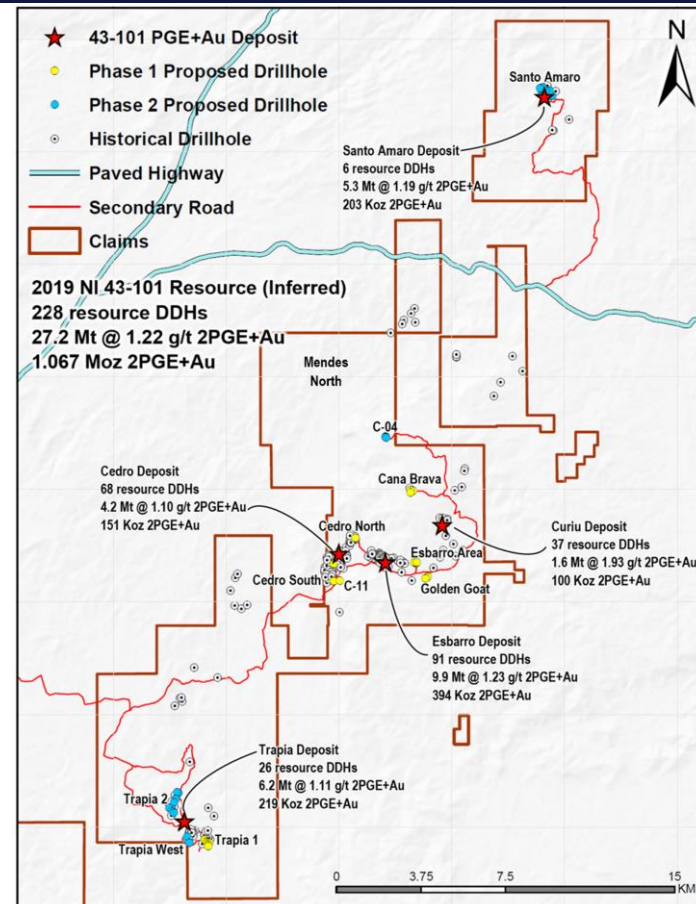 43-101 PGE+Au Deposit
Phase 1 Proposed Drillhole
Phase 2 Proposed Drillhole
Historical Drillhole
Paved Highway
Secondary Road
Claims
2019 NI 43-101 Resource (Inferred)
228 resource DDHs
27.2 Mt @ 1.22 g/t 2PGE+Au
1.067 Moz 2PGE+Au
N
Santo Amaro
Santo Amaro Deposit
6 resource DDHs
5.3 Mt @ 1.19 g/t 2PGE+Au
203 Koz 2PGE+Au
Mendes
North
C-04
Cana Brava
Cedro Deposit
68 resource DDHs
4.2 Mt @ 1.10 g/t 2PGE+Au
151 Koz 2PGE+Au
Cedro North
Cedro South
C-11
Esbarro Area
Golden Goat
Curiu Deposit
37 resource DDHs
1.6 Mt @ 1.93 g/t 2PGE+Au
100 Koz 2PGE+Au
Esbarro Deposit
91 resource DDHs
9.9 Mt @ 1.23 g/t 2PGE+Au
394 Koz 2PGE+Au
Trapia Deposit
26 resource DDHs
6.2 Mt @ 1.11 g/t 2PGE+Au
219 Koz 2PGE+Au
Trapia 2
Trapia West
Trapia 1
0 3.75 7.5 15
KM